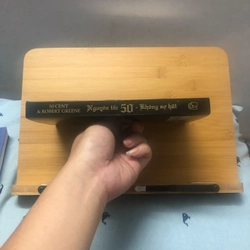 50 CENT
& ROBERT GREENE
Nguyên tắc 50 - Không sợ hãi